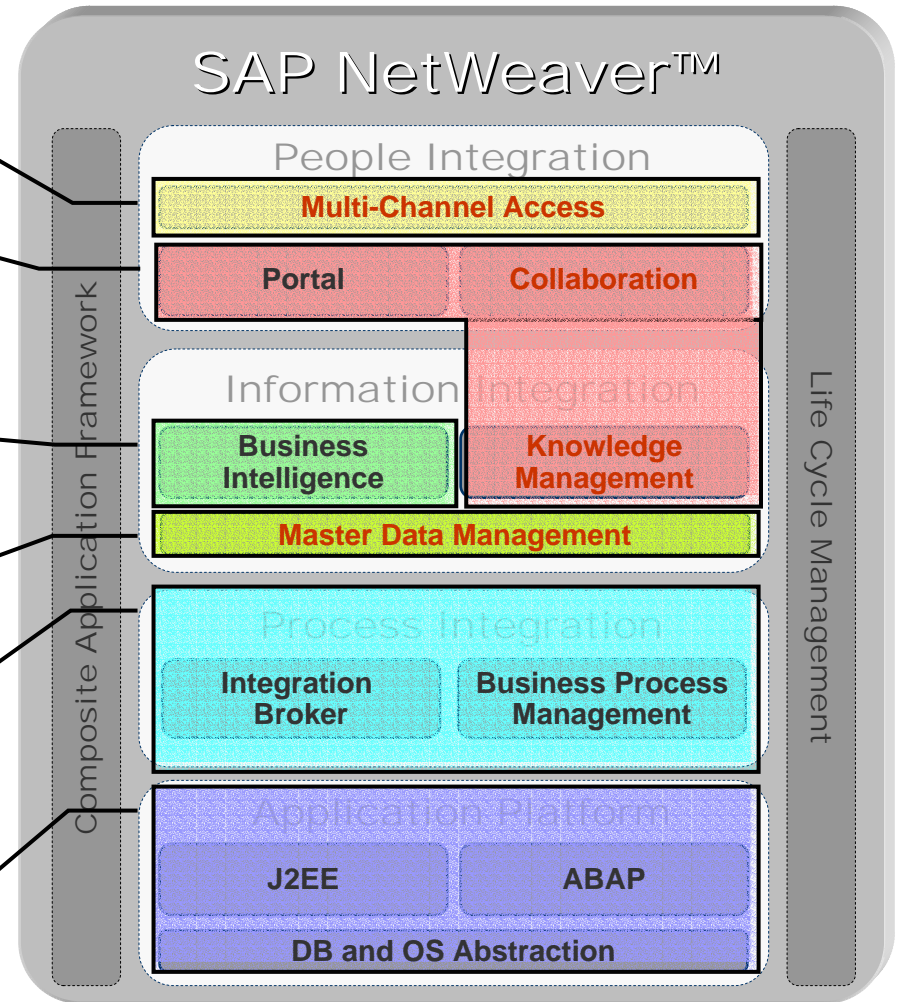 SAP NetWeaver™
Composite Application Framework
People Integration
Multi-Channel Access
Portal
Collaboration
Information Integration
Business
Intelligence
Knowledge
Management
Master Data Management
Process Integration
Integration
Broker
Business Process
Management
Application Platform
J2EE
ABAP
DB and OS Abstraction
Life Cycle Management